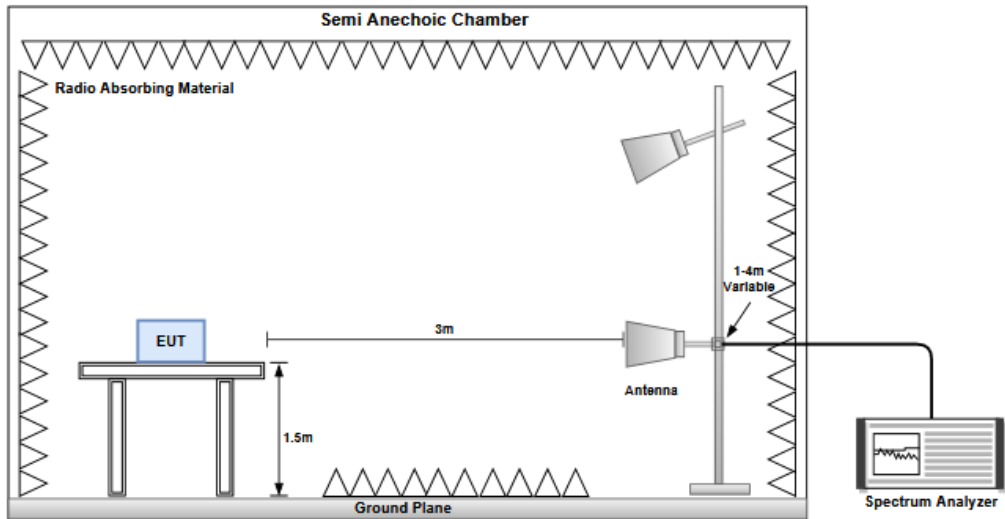 Semi Anechoic Chamber
Radio Absorbing Material
1-4m
Variable
3m
EUT
Antenna
1.5m
Ground Plane
Spectrum Analyzer